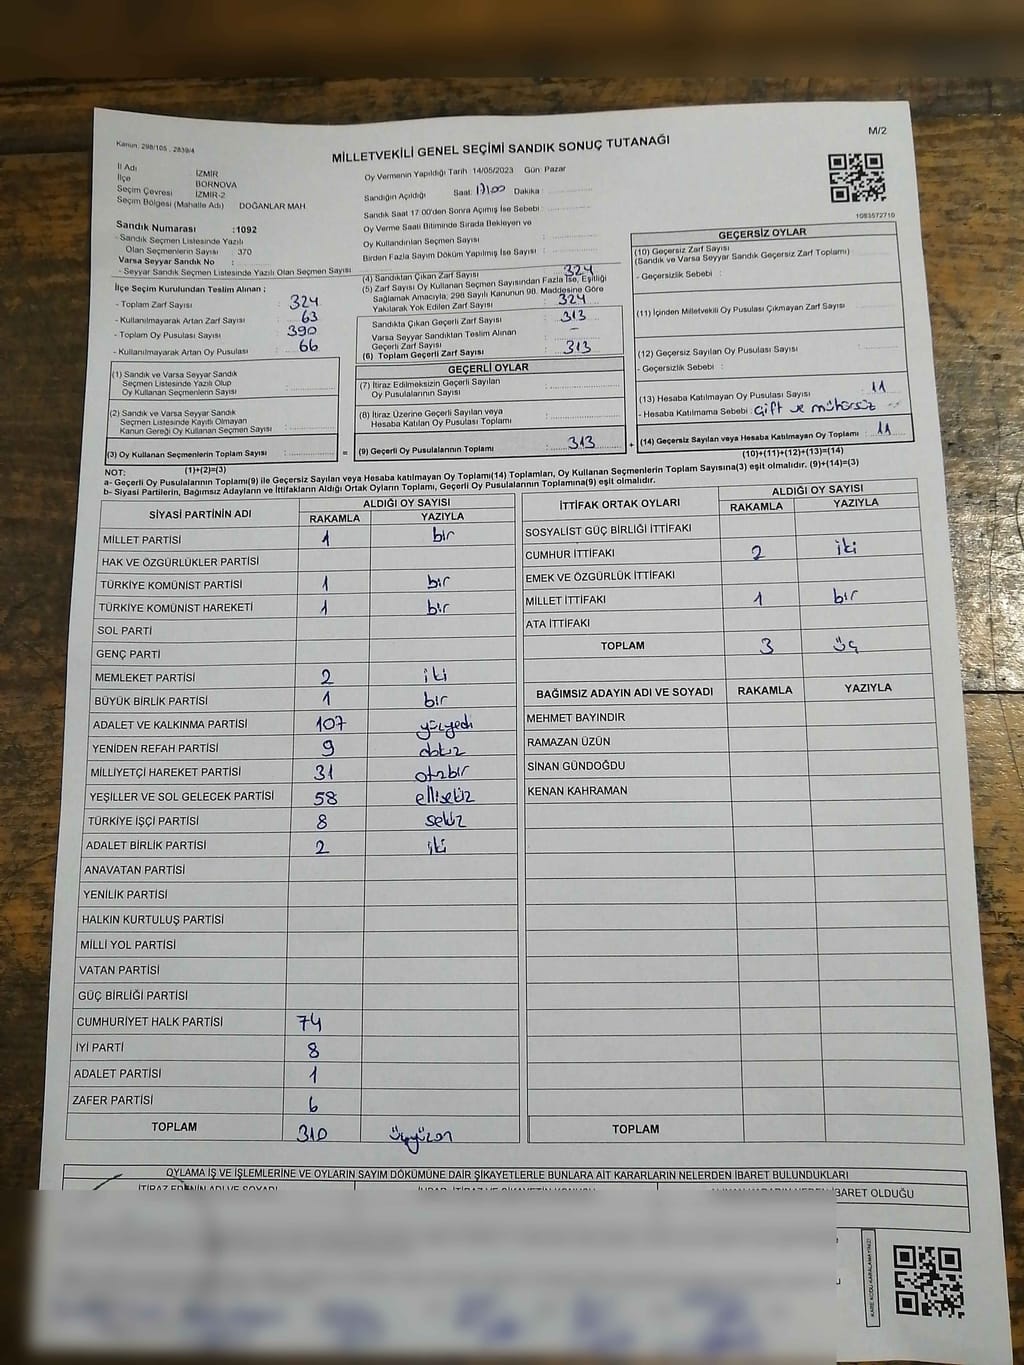 M/2
Kanun: 298/105 , 2839/4
MİLLETVEKİLİ GENEL SEÇİMİ SANDIK SONUÇ TUTANAĞI
İl Adı : İZMİR
İlçe : BORNOVA
Seçim Çevresi : İZMİR-2
Seçim Bölgesi (Mahalle Adı) : DOĞANLAR MAH.
Oy Vermenin Yapıldığı Tarih 14/05/2023 Gün: Pazar
Sandığın Açıldığı Saat: 17:00 Dakika :
Sandık Saat 17:00'den Sonra Açımış İse Sebebi :
Oy Verme Saati Bitiminde Sırada Bekleyen ve
Oy Kullandırılan Seçmen Sayısı :
Birden Fazla Sayım Döküm Yapılmış İse Sayısı :
1083572710
Sandık Numarası :1092
- Sandık Seçmen Listesinde Yazılı
Olan Seçmenlerin Sayısı : 370
Varsa Seyyar Sandık No :
- Seyyar Sandık Seçmen Listesinde Yazılı Olan Seçmen Sayısı
İlçe Seçim Kurulundan Teslim Alınan ;
- Toplam Zarf Sayısı : 324
- Kullanılmayarak Artan Zarf Sayısı : 63
- Toplam Oy Pusulası Sayısı : 390
- Kullanılmayarak Artan Oy Pusulası : 66
(4) Sandıktan Çıkan Zarf Sayısı : 324
(5) Zarf Sayısı Oy Kullanan Seçmen Sayısından Fazla İse, Eşitliği
Sağlamak Amacıyla, 298 Sayılı Kanunun 98. Maddesine Göre
Yakılarak Yok Edilen Zarf Sayısı : 324
Sandıkta Çıkan Geçerli Zarf Sayısı : 313
Varsa Seyyar Sandıktan Teslim Alınan
Geçerli Zarf Sayısı : -
(6) Toplam Geçerli Zarf Sayısı : 313
GEÇERSİZ OYLAR
(10) Geçersiz Zarf Sayısı
(Sandık ve Varsa Seyyar Sandık Geçersiz Zarf Toplamı) :
- Geçersizlik Sebebi :
(11) İçinden Milletvekili Oy Pusulası Çıkmayan Zarf Sayısı
(12) Geçersiz Sayılan Oy Pusulası Sayısı :
- Geçersizlik Sebebi :
(13) Hesaba Katılmayan Oy Pusulası Sayısı : 11
- Hesaba Katılmama Sebebi : çift ve mühürsüz
(14) Geçersiz Sayılan veya Hesaba Katılmayan Oy Toplamı : 11
(10)+(11)+(12)+(13)=(14)
(1) Sandık ve Varsa Seyyar Sandık
Seçmen Listesinde Yazılı Olup
Oy Kullanan Seçmenlerin Sayısı :
(2) Sandık ve Varsa Seyyar Sandık
Seçmen Listesinde Kayıtlı Olmayan
Kanun Gereği Oy Kullanan Seçmen Sayısı :
(3) Oy Kullanan Seçmenlerin Toplam Sayısı :
(1)+(2)=(3)
=
GEÇERLİ OYLAR
(7) İtiraz Edilmeksizin Geçerli Sayılan
Oy Pusulalarının Sayısı :
(8) İtiraz Üzerine Geçerli Sayılan veya
Hesaba Katılan Oy Pusulası Toplamı :
(9) Geçerli Oy Pusulalarının Toplamı : 313
+
NOT:
a- Geçerli Oy Pusulalarının Toplamı(9) ile Geçersiz Sayılan veya Hesaba katılmayan Oy Toplamı(14) Toplamları, Oy Kullanan Seçmenlerin Toplam Sayısına(3) eşit olmalıdır. (9)+(14)=(3)
b- Siyasi Partilerin, Bağımsız Adayların ve İttifakların Aldığı Ortak Oyların Toplamı, Geçerli Oy Pusulalarının Toplamına(9) eşit olmalıdır.
SİYASİ PARTİNİN ADI ALDIĞI OY SAYISI
RAKAMLA YAZIYLA
MİLLET PARTİSİ 1 bir
HAK VE ÖZGÜRLÜKLER PARTİSİ
TÜRKİYE KOMÜNİST PARTİSİ 1 bir
TÜRKİYE KOMÜNİST HAREKETİ 1 bir
SOL PARTİ
GENÇ PARTİ
MEMLEKET PARTİSİ 2 iki
BÜYÜK BİRLİK PARTİSİ 1 bir
ADALET VE KALKINMA PARTİSİ 107 yüzyedi
YENİDEN REFAH PARTİSİ 9 dokuz
MİLLİYETÇİ HAREKET PARTİSİ 31 otuzbir
YEŞİLLER VE SOL GELECEK PARTİSİ 58 ellisekiz
TÜRKİYE İŞÇİ PARTİSİ 8 sekiz
ADALET BİRLİK PARTİSİ 2 iki
ANAVATAN PARTİSİ
YENİLİK PARTİSİ
HALKIN KURTULUŞ PARTİSİ
MİLLİ YOL PARTİSİ
VATAN PARTİSİ
GÜÇ BİRLİĞİ PARTİSİ
CUMHURİYET HALK PARTİSİ 74
İYİ PARTİ 8
ADALET PARTİSİ 1
ZAFER PARTİSİ 6
TOPLAM 310 üçyüzon
İTTİFAK ORTAK OYLARI ALDIĞI OY SAYISI
RAKAMLA YAZIYLA
SOSYALİST GÜÇ BİRLİĞİ İTTİFAKI
CUMHUR İTTİFAKI 2 iki
EMEK VE ÖZGÜRLÜK İTTİFAKI
MİLLET İTTİFAKI 1 bir
ATA İTTİFAKI
TOPLAM 3 üç
BAĞIMSIZ ADAYIN ADI VE SOYADI RAKAMLA YAZIYLA
MEHMET BAYINDIR
RAMAZAN ÜZÜN
SİNAN GÜNDOĞDU
KENAN KAHRAMAN
TOPLAM
OYLAMA İŞ VE İŞLEMLERİNE VE OYLARIN SAYIM DÖKÜMÜNE DAİR ŞİKAYETLERLE BUNLARA AİT KARARLARIN NELERDEN İBARET BULUNDUKLARI
İTİRAZ EDENİN ADI VE SOYADI
İBARET OLDUĞU
KARE KODU KARALAMAYINIZ!